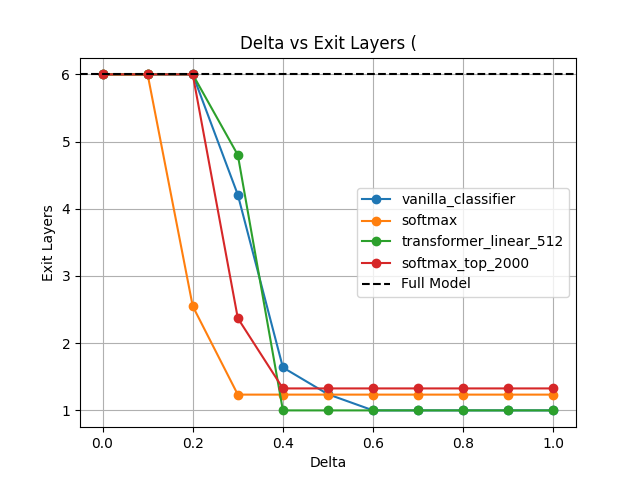 Delta vs Exit Layers (
Exit Layers
6
5
4
3
2
1
vanilla_classifier
softmax
transformer_linear_512
softmax_top_2000
Full Model
0.0 0.2 0.4 0.6 0.8 1.0
Delta